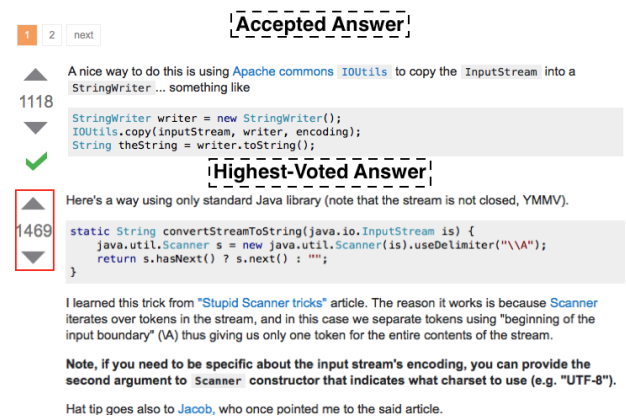 Accepted Answer
1 2 next
A nice way to do this is using Apache commons IOUtils to copy the InputStream into a
StringWriter... something like
1118
StringWriter writer = new StringWriter();
IOUtils.copy(inputStream, writer, encoding);
String theString = writer.toString();
Highest-Voted Answer
Here's a way using only standard Java library (note that the stream is not closed, YMMV).
1469
static String convertStreamToString(java.io.InputStream is) {
    java.util.Scanner s = new java.util.Scanner(is).useDelimiter("\\A");
    return s.hasNext() ? s.next() : "";
}
I learned this trick from "Stupid Scanner tricks" article. The reason it works is because Scanner
iterates over tokens in the stream, and in this case we separate tokens using "beginning of the
input boundary" (\A) thus giving us only one token for the entire contents of the stream.
Note, if you need to be specific about the input stream's encoding, you can provide the
second argument to Scanner constructor that indicates what charset to use (e.g. "UTF-8").
Hat tip goes also to Jacob, who once pointed me to the said article.